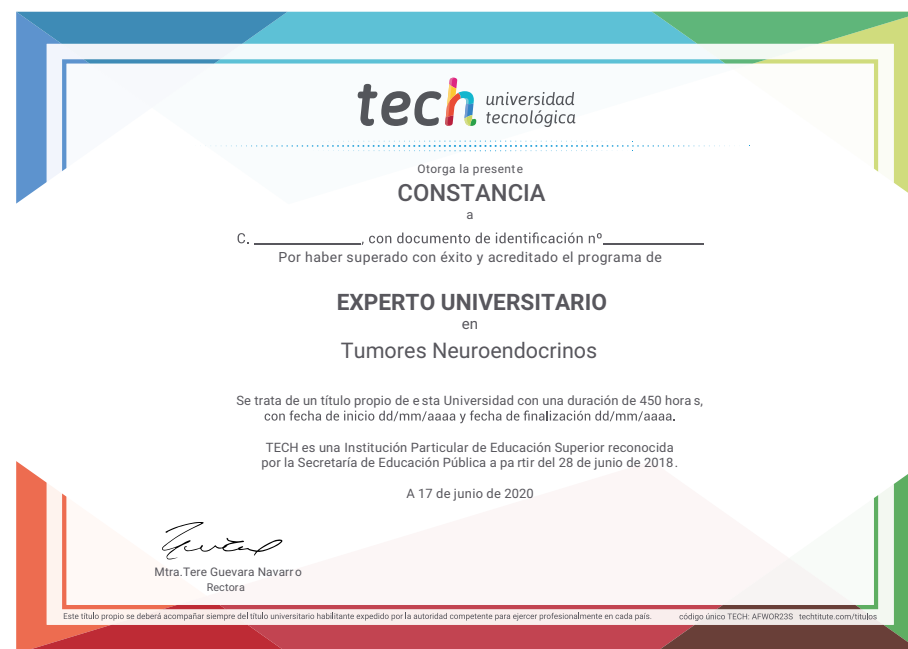 tech universidad
tecnológica
Otorga la presente
CONSTANCIA
a
C. ____________, con documento de identificación nº____________
Por haber superado con éxito y acreditado el programa de
EXPERTO UNIVERSITARIO
en
Tumores Neuroendocrinos
Se trata de un título propio de esta Universidad con una duración de 450 horas,
con fecha de inicio dd/mm/aaaa y fecha de finalización dd/mm/aaaa.
TECH es una Institución Particular de Educación Superior reconocida
por la Secretaría de Educación Pública a partir del 28 de junio de 2018.
A 17 de junio de 2020
Mtra.Tere Guevara Navarro
Rectora
Este título propio se deberá acompañar siempre del título universitario habilitante expedido por la autoridad competente para ejercer profesionalmente en cada país. código único TECH: AFWOR23S techtitute.com/titulos